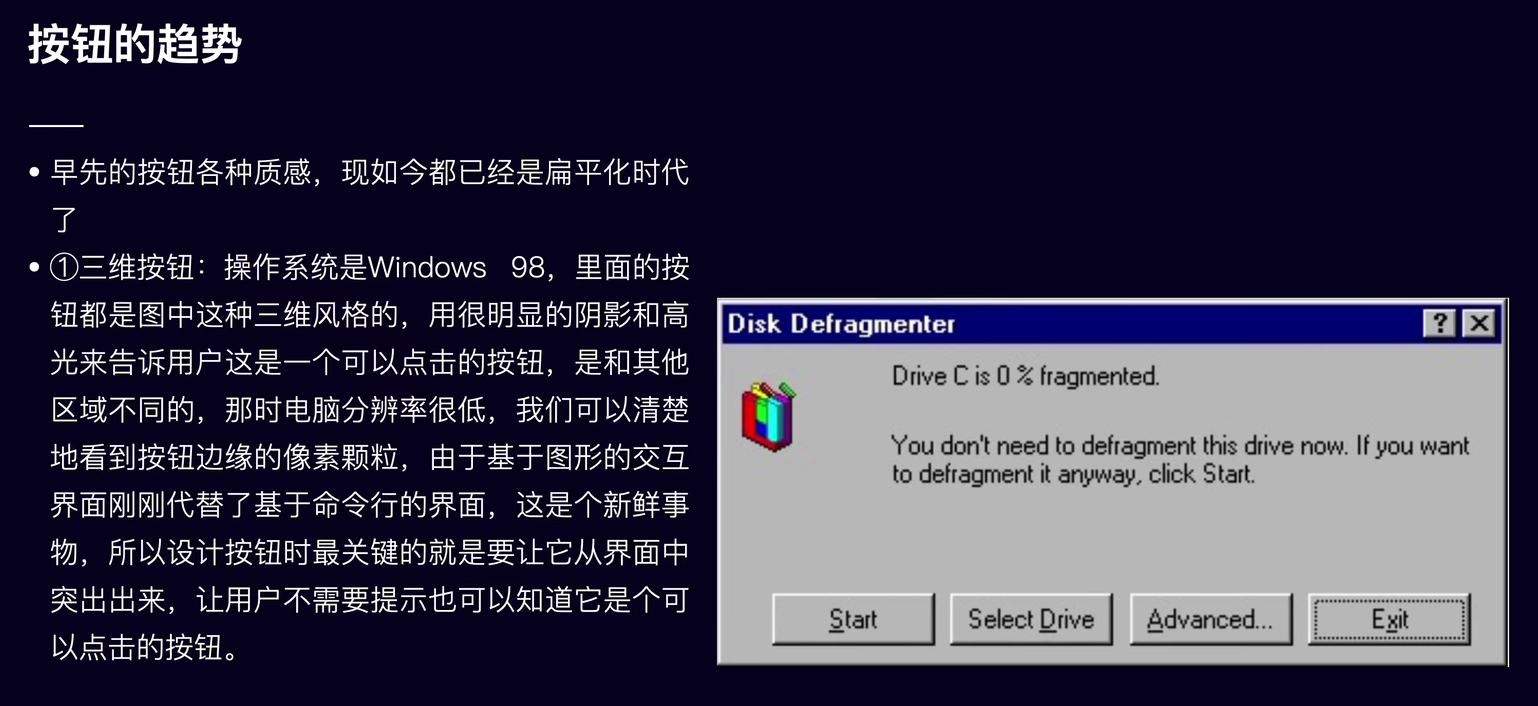 按钮的趋势
• 早先的按钮各种质感，现如今都已经是扁平化时代
了
• ①三维按钮：操作系统是Windows 98，里面的按
钮都是图中这种三维风格的，用很明显的阴影和高
光来告诉用户这是一个可以点击的按钮，是和其他
区域不同的，那时电脑分辨率很低，我们可以清楚
地看到按钮边缘的像素颗粒，由于基于图形的交互
界面刚刚代替了基于命令行的界面，这是个新鲜事
物，所以设计按钮时最关键的就是要让它从界面中
突出出来，让用户不需要提示也可以知道它是个可
以点击的按钮。
Disk Defragmenter
Drive C is 0 % fragmented.
You don't need to defragment this drive now. If you want
to defragment it anyway, click Start.
Start Select Drive Advanced... Exit